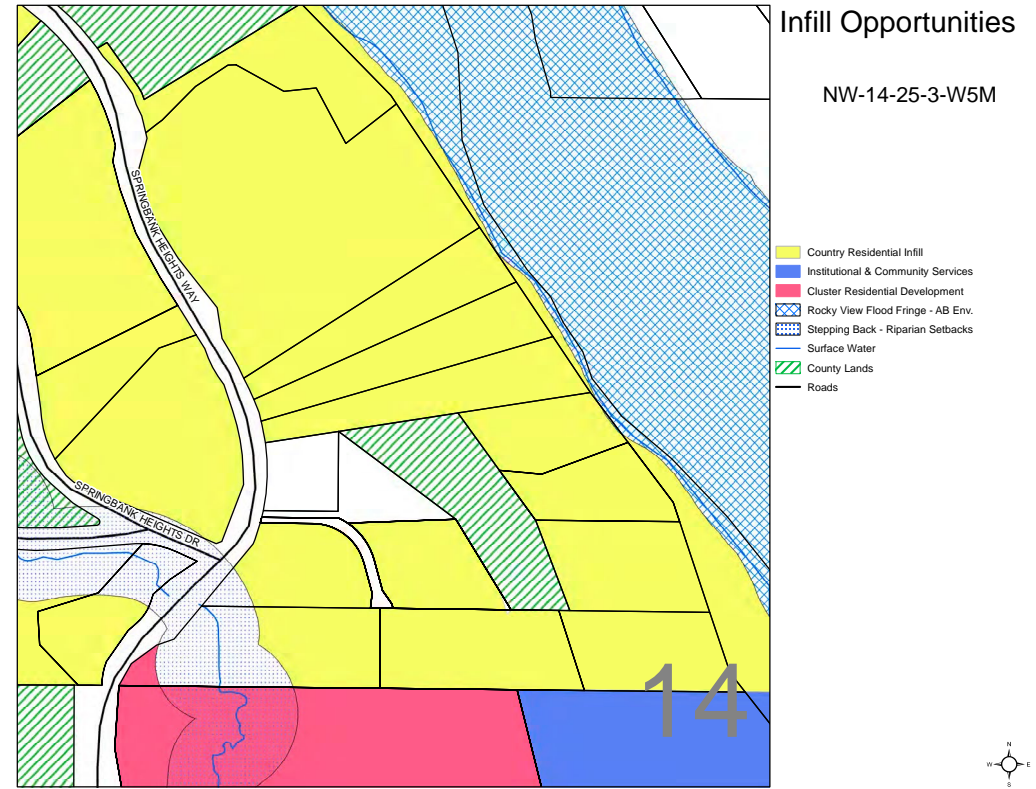 Infill Opportunities
NW-14-25-3-W5M
SPRINGBANK HEIGHTS WAY
Country Residential Infill
Institutional & Community Services
Cluster Residential Development
Rocky View Flood Fringe - AB Env.
Stepping Back - Riparian Setbacks
Surface Water
County Lands
Roads
SPRINGBANK HEIGHTS DR
14
N
W E
S